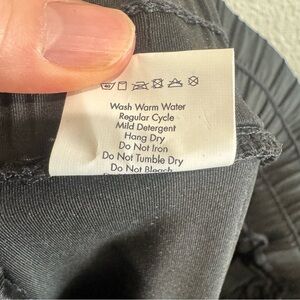 Wash Warm Water
Regular Cycle
Mild Detergent
Hang Dry
Do Not Iron
Do Not Tumble Dry
Do Not Bleach